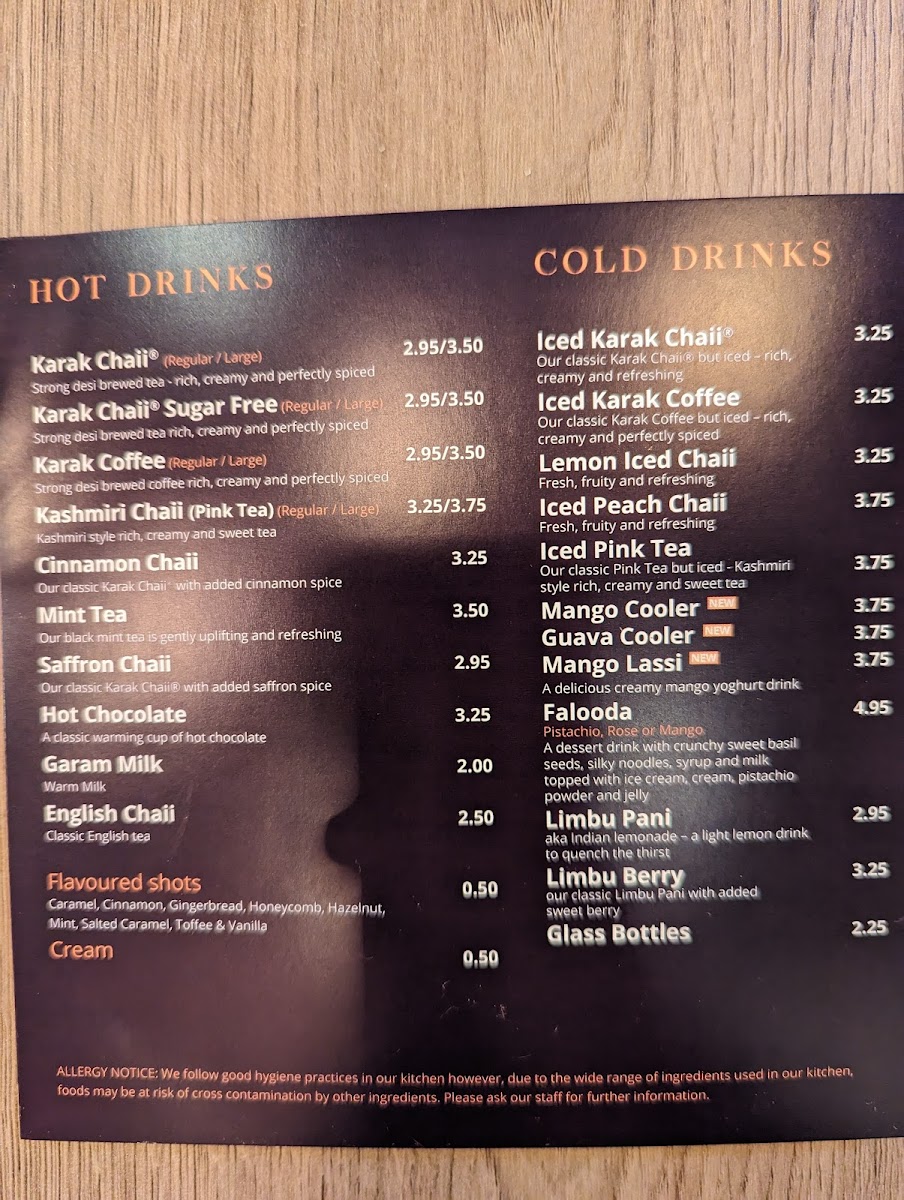 HOT DRINKS
Karak Chaii® (Regular / Large) 2.95/3.50
Strong desi brewed tea - rich, creamy and perfectly spiced
Karak Chaii® Sugar Free (Regular / Large) 2.95/3.50
Strong desi brewed tea rich, creamy and perfectly spiced
Karak Coffee (Regular / Large) 2.95/3.50
Strong desi brewed coffee rich, creamy and perfectly spiced
Kashmiri Chaii (Pink Tea) (Regular / Large) 3.25/3.75
Kashmiri style rich, creamy and sweet tea
Cinnamon Chaii 3.25
Our classic Karak Chaii® with added cinnamon spice
Mint Tea 3.50
Our black mint tea is gently uplifting and refreshing
Saffron Chaii 2.95
Our classic Karak Chaii® with added saffron spice
Hot Chocolate 3.25
A classic warming cup of hot chocolate
Garam Milk 2.00
Warm Milk
English Chaii 2.50
Classic English tea
Flavoured shots 0.50
Caramel, Cinnamon, Gingerbread, Honeycomb, Hazelnut,
Mint, Salted Caramel, Toffee & Vanilla
Cream 0.50
COLD DRINKS
Iced Karak Chaii® 3.25
Our classic Karak Chaii® but iced – rich,
creamy and refreshing
Iced Karak Coffee 3.25
Our classic Karak Coffee but iced – rich,
creamy and perfectly spiced
Lemon Iced Chaii 3.25
Fresh, fruity and refreshing
Iced Peach Chaii 3.75
Fresh, fruity and refreshing
Iced Pink Tea 3.75
Our classic Pink Tea but iced - Kashmiri
style rich, creamy and sweet tea
Mango Cooler NEW 3.75
Guava Cooler NEW 3.75
Mango Lassi NEW 3.75
A delicious creamy mango yoghurt drink
Falooda 4.95
Pistachio, Rose or Mango
A dessert drink with crunchy sweet basil
seeds, silky noodles, syrup and milk
topped with ice cream, cream, pistachio
powder and jelly
Limbu Pani 2.95
aka Indian lemonade – a light lemon drink
to quench the thirst
Limbu Berry 3.25
our classic Limbu Pani with added
sweet berry
Glass Bottles 2.25
ALLERGY NOTICE: We follow good hygiene practices in our kitchen however, due to the wide range of ingredients used in our kitchen,
foods may be at risk of cross contamination by other ingredients. Please ask our staff for further information.